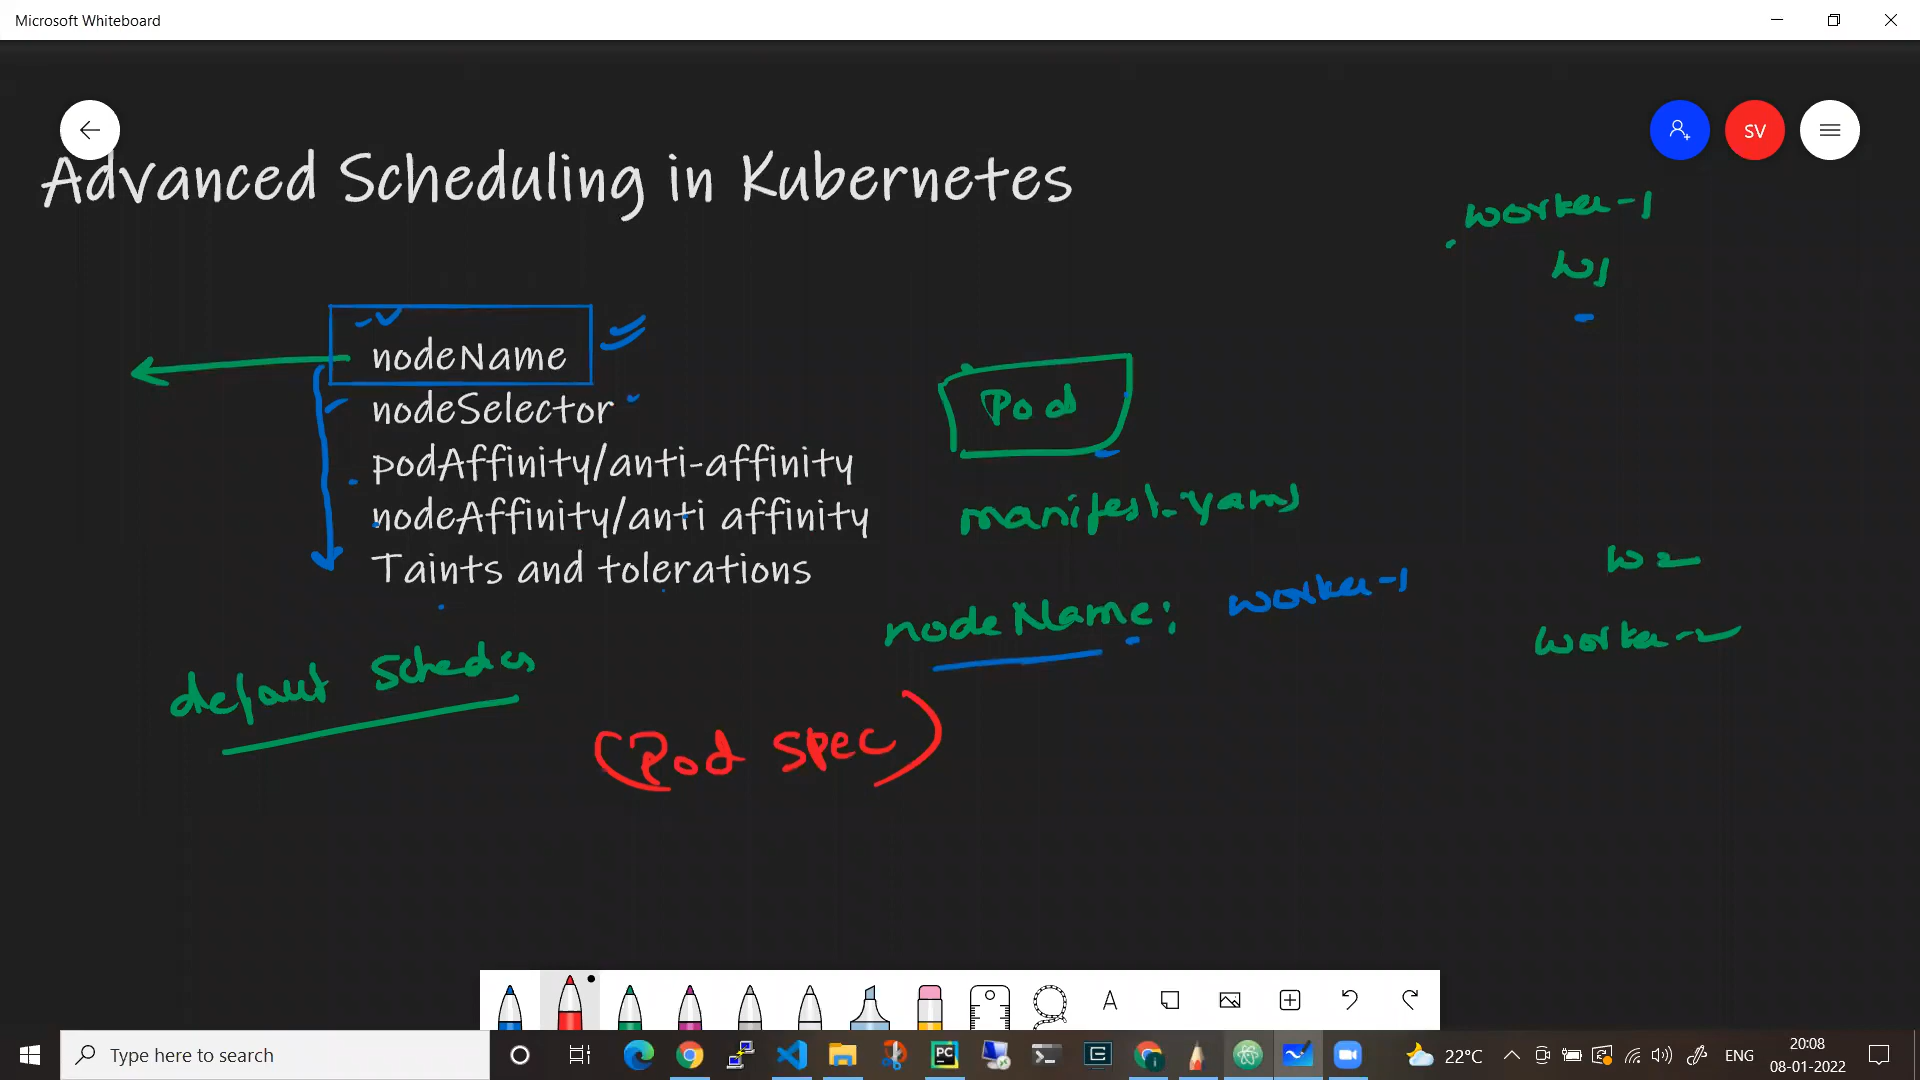 Microsoft Whiteboard
SV
Advanced Scheduling in Kubernetes
worker-1
W1
nodeName
nodeSelector
podAffinity/anti-affinity
nodeAffinity/anti affinity
Taints and tolerations
Pod
manifest.yaml
nodeName: worker-1
W2
worker-2
default
(Pod spec)
Type here to search
22°C
ENG
20:08
08-01-2022